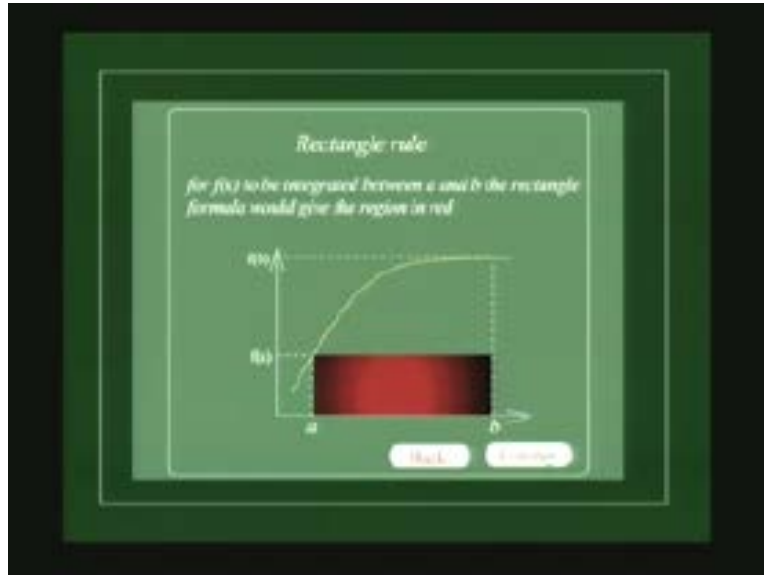 Rectangle rule
for f(x) to be integrated between a and b the rectangle
formula would give the region in red
f(b)
f(a)
a
b
Back